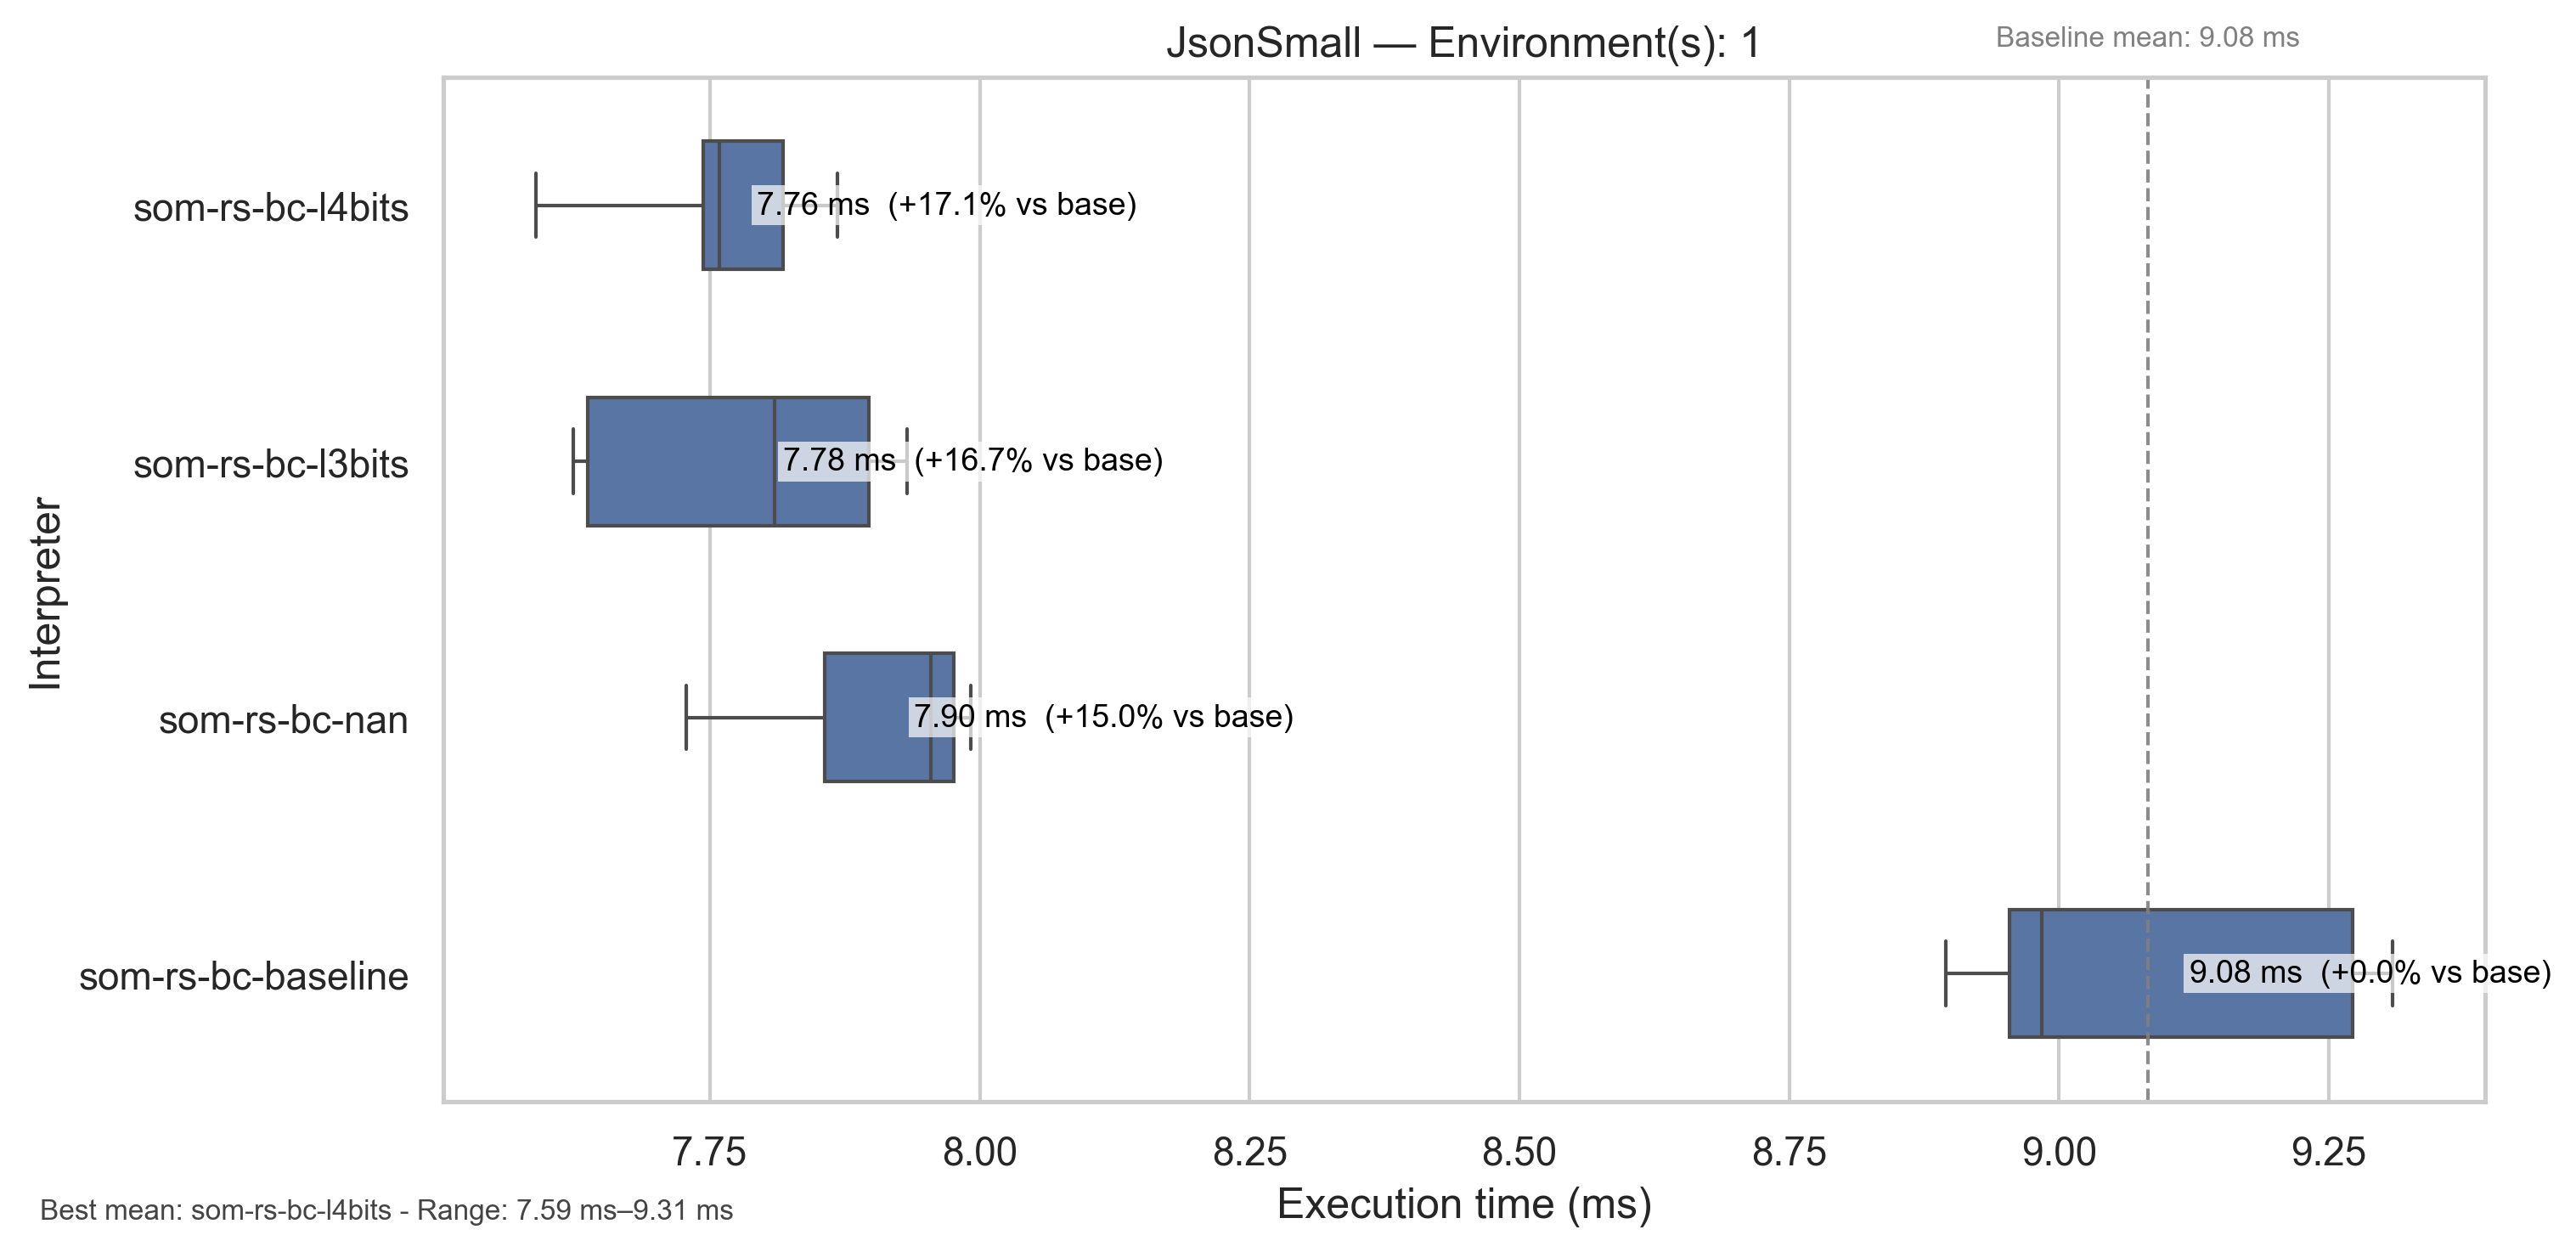 JsonSmall — Environment(s): 1
Baseline mean: 9.08 ms
Interpreter
som-rs-bc-l4bits
7.76 ms (+17.1% vs base)
som-rs-bc-l3bits
7.78 ms (+16.7% vs base)
som-rs-bc-nan
7.90 ms (+15.0% vs base)
som-rs-bc-baseline
9.08 ms (+0.0% vs base)
7.75 8.00 8.25 8.50 8.75 9.00 9.25
Execution time (ms)
Best mean: som-rs-bc-l4bits - Range: 7.59 ms–9.31 ms